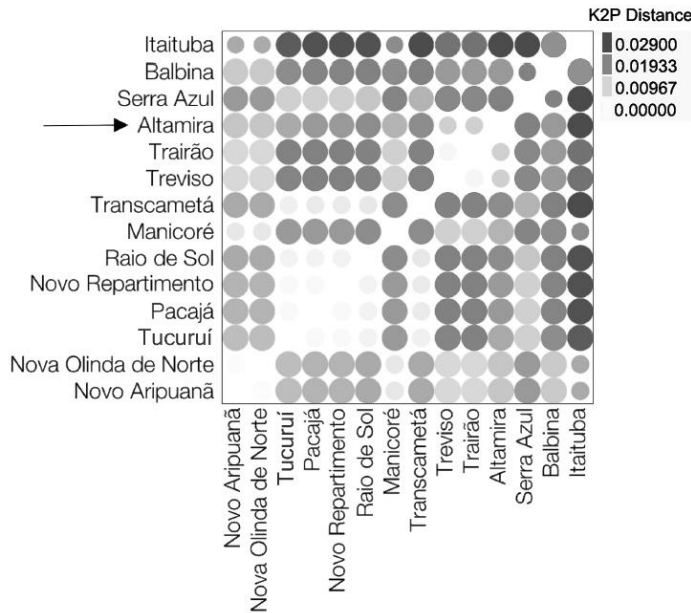 K2P Distance
0.02900
0.01933
0.00967
0.00000
Itaituba
Balbina
Serra Azul
Altamira
Trairão
Treviso
Transcametá
Manicoré
Raio de Sol
Novo Repartimento
Pacajá
Tucuruí
Nova Olinda de Norte
Novo Aripuanã
Novo Aripuanã
Nova Olinda de Norte
Tucuruí
Pacajá
Novo Repartimento
Raio de Sol
Manicoré
Transcametá
Treviso
Trairão
Altamira
Serra Azul
Balbina
Itaituba